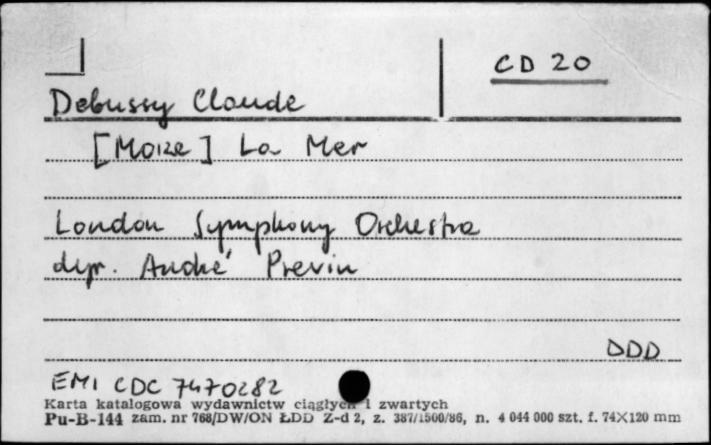 CD 20
Debussy Claude
[Morze] La Mer
London Symphony Orchestra
dyr. André Previn
DDD
EMI CDC 7470282
Karta katalogowa wydawnictw ciągłych i zwartych
Pu-B-144 zam. nr 768/DW/ON ŁDD Z-d 2, z. 387/1500/86, n. 4 044 000 szt. f. 74×120 mm